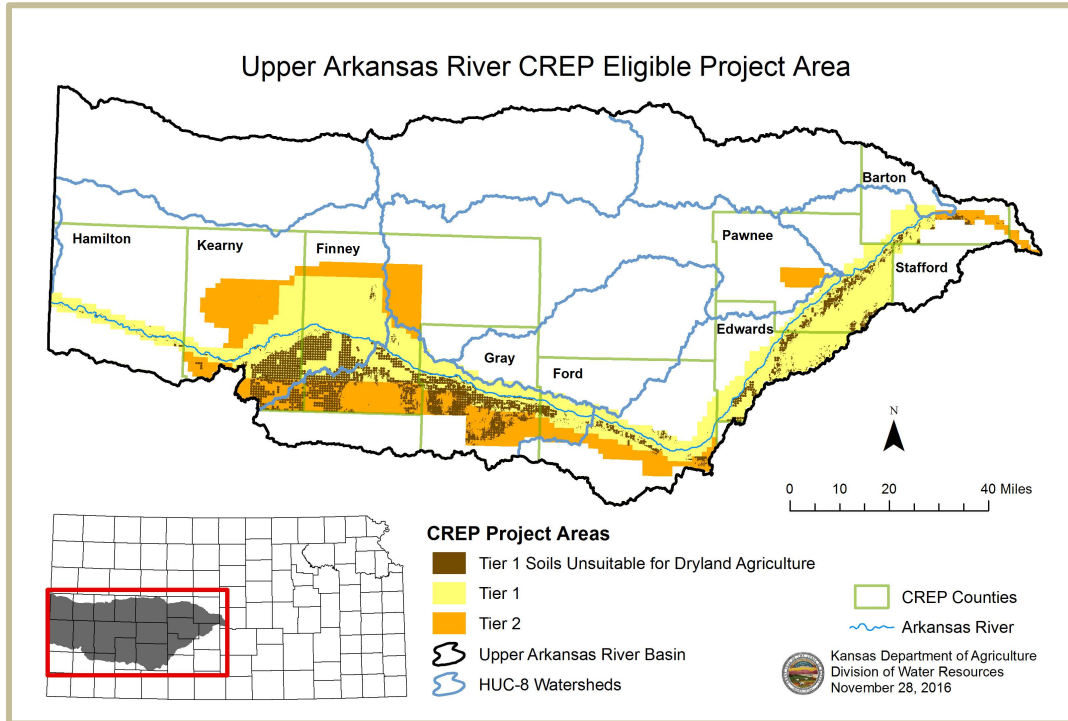 Upper Arkansas River CREP Eligible Project Area
Barton
Hamilton
Kearny
Finney
Pawnee
Stafford
Edwards
Gray
Ford
N
0 10 20 40 Miles
CREP Project Areas
Tier 1 Soils Unsuitable for Dryland Agriculture
Tier 1
Tier 2
Upper Arkansas River Basin
HUC-8 Watersheds
CREP Counties
Arkansas River
Kansas Department of Agriculture
Division of Water Resources
November 28, 2016